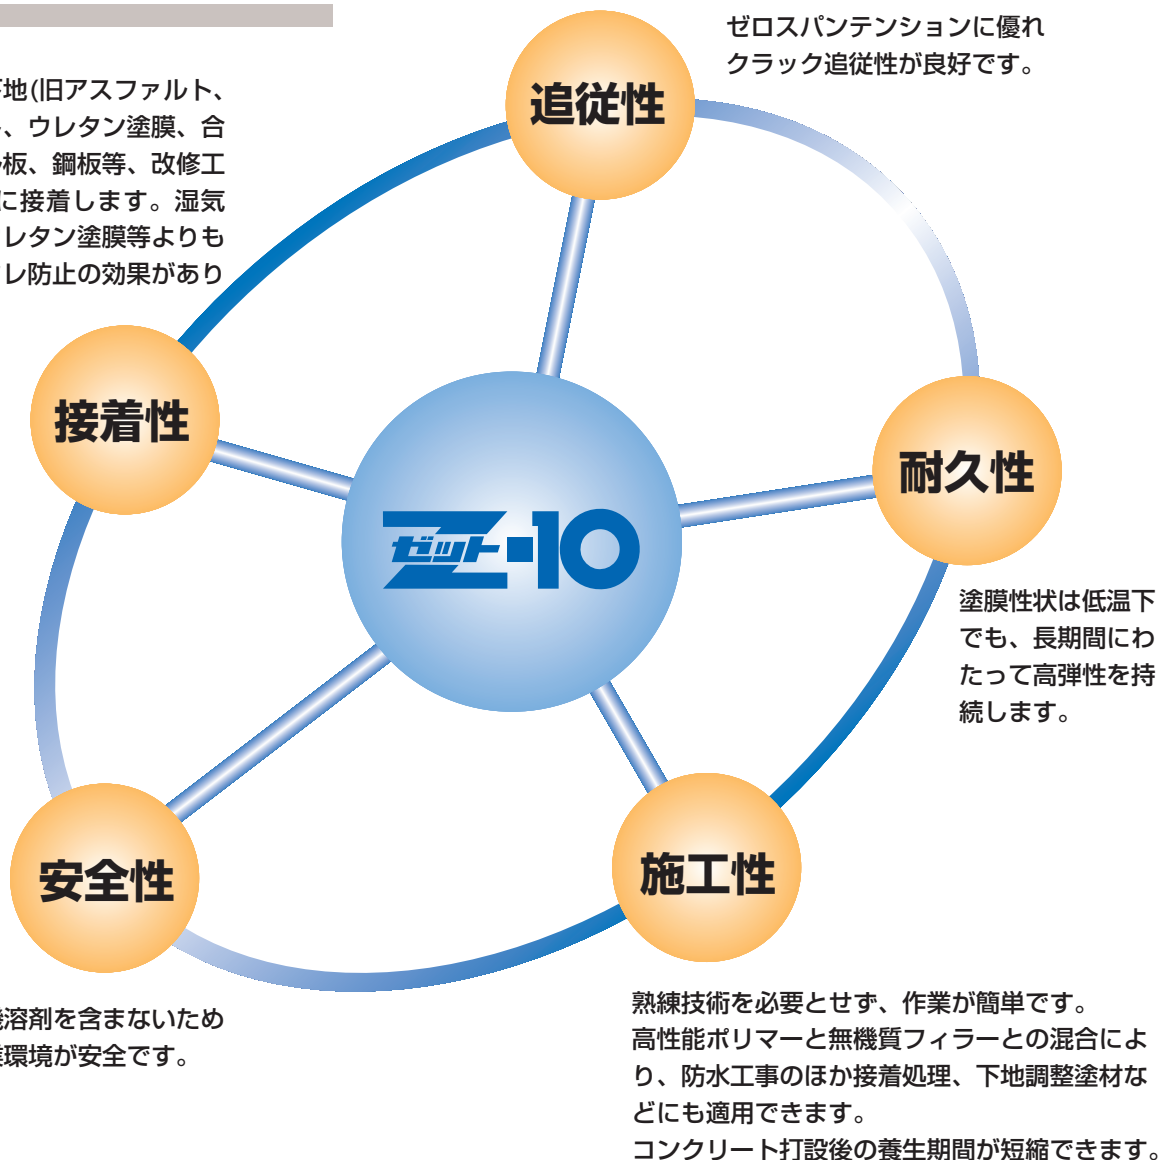 ゼロスパンテンションに優れ
クラック追従性が良好です。
追従性
地(旧アスファルト、
、ウレタン塗膜、合
板、鋼板等、改修工
に接着します。湿気
レタン塗膜等よりも
レ防止の効果があり
接着性
耐久性
Z-10
ゼット
塗膜性状は低温下
でも、長期間にわ
たって高弾性を持
続します。
安全性
施工性
溶剤を含まないため
環境が安全です。
熟練技術を必要とせず、作業が簡単です。
高性能ポリマーと無機質フィラーとの混合によ
り、防水工事のほか接着処理、下地調整塗材な
どにも適用できます。
コンクリート打設後の養生期間が短縮できます。